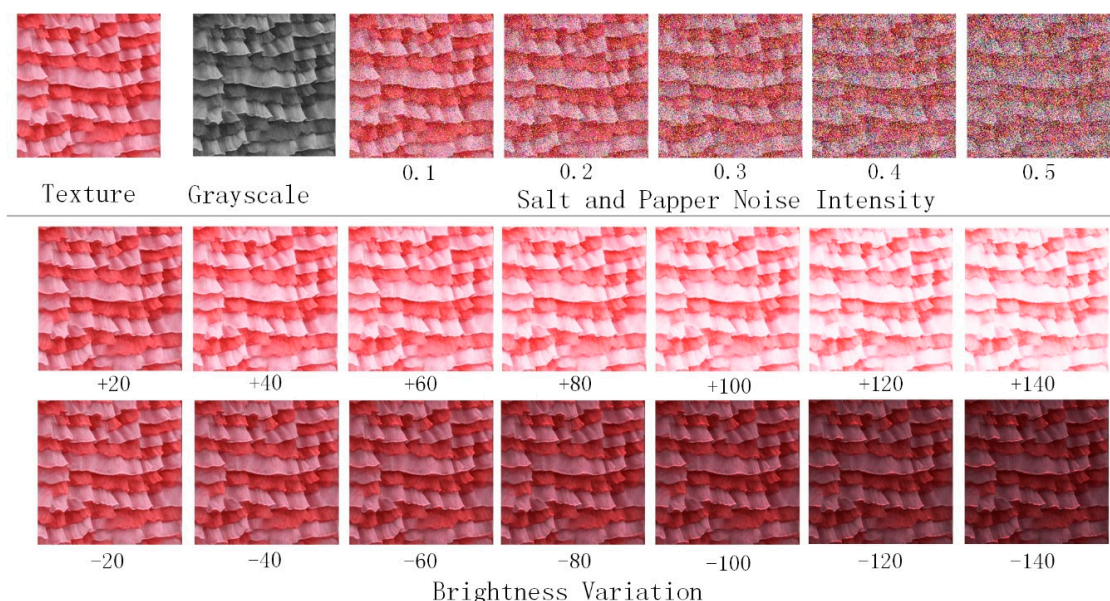 0.1 0.2 0.3 0.4 0.5
Texture Grayscale Salt and Papper Noise Intensity
+20 +40 +60 +80 +100 +120 +140
-20 -40 -60 -80 -100 -120 -140
Brightness Variation